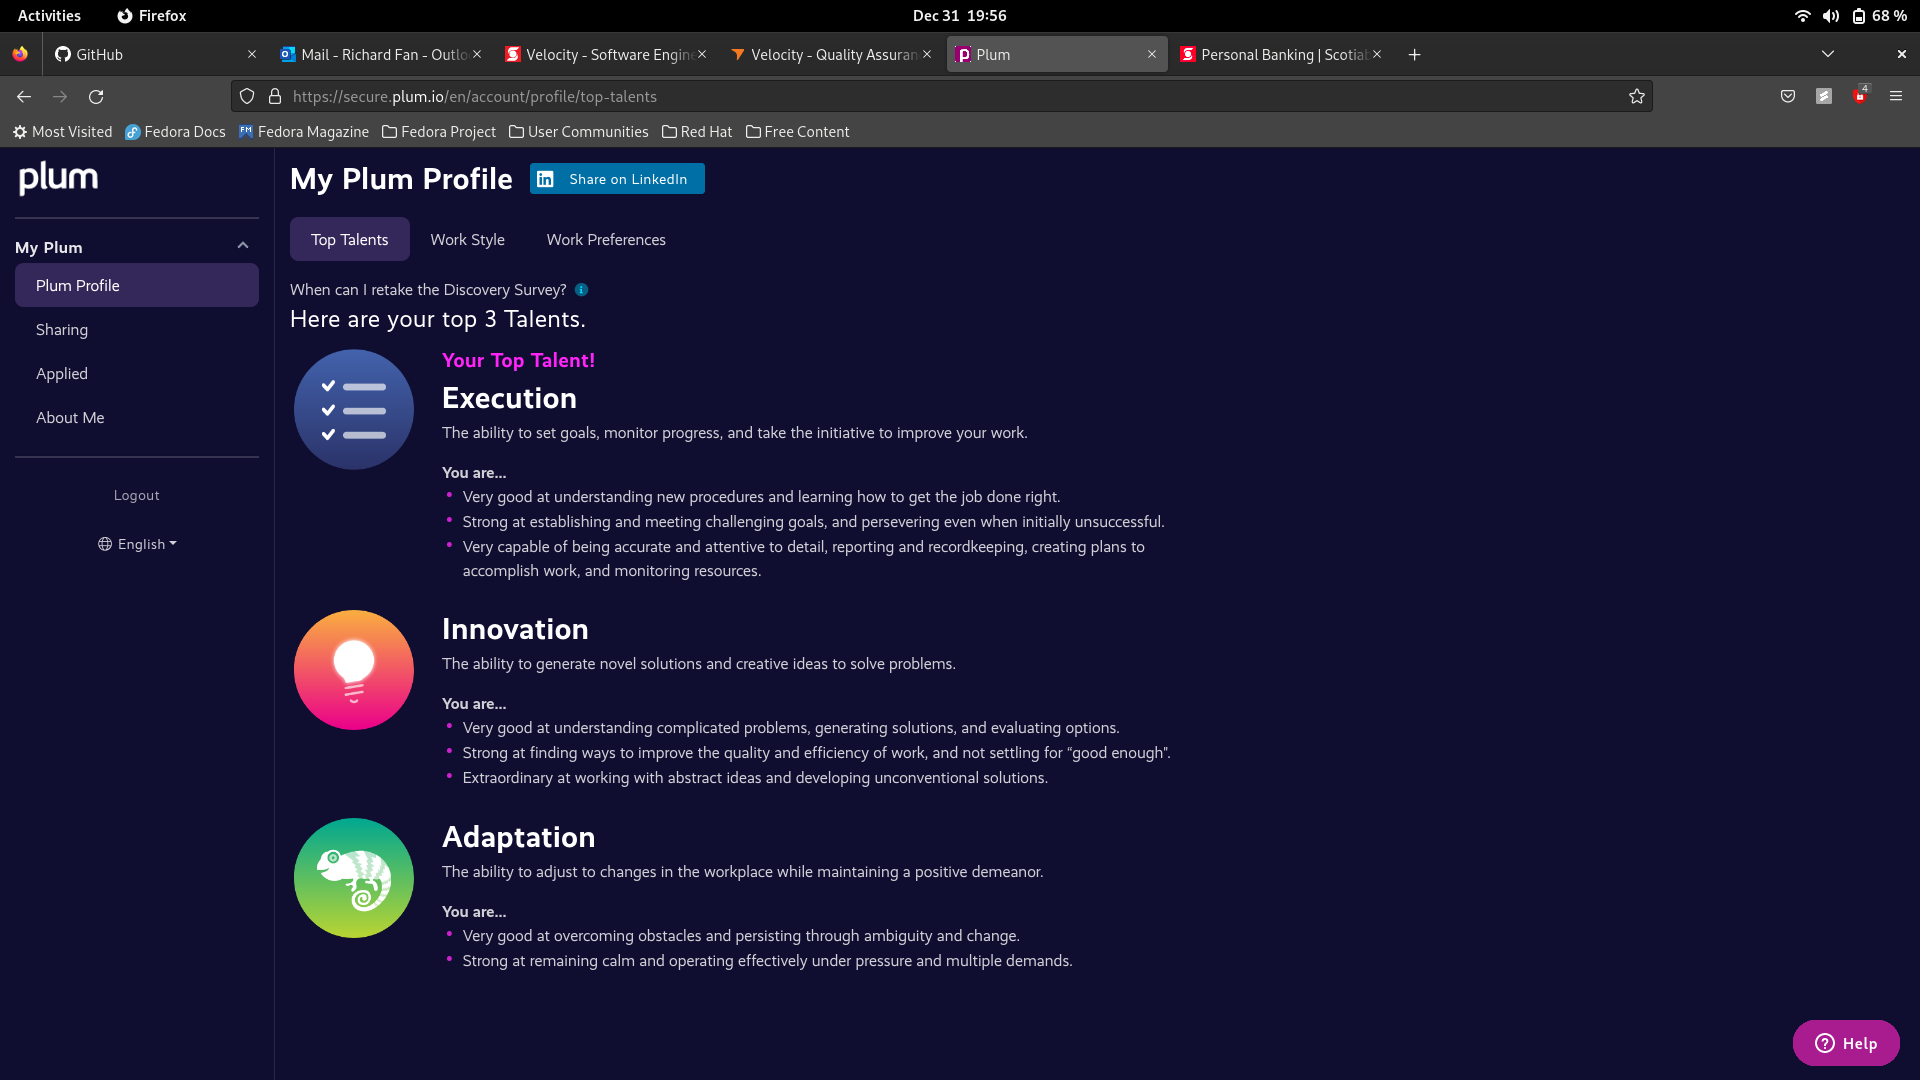 Activities Firefox Dec 31 19:56 68 %
GitHub Mail - Richard Fan - Outlo Velocity - Software Engine Velocity - Quality Assuran Plum Personal Banking | Scotiab
https://secure.plum.io/en/account/profile/top-talents 4
Most Visited Fedora Docs Fedora Magazine Fedora Project User Communities Red Hat Free Content
plum
My Plum
Plum Profile
Sharing
Applied
About Me
Logout
English
My Plum Profile Share on LinkedIn
Top Talents Work Style Work Preferences
When can I retake the Discovery Survey?
Here are your top 3 Talents.
Your Top Talent!
Execution
The ability to set goals, monitor progress, and take the initiative to improve your work.
You are...
• Very good at understanding new procedures and learning how to get the job done right.
• Strong at establishing and meeting challenging goals, and persevering even when initially unsuccessful.
• Very capable of being accurate and attentive to detail, reporting and recordkeeping, creating plans to
accomplish work, and monitoring resources.
Innovation
The ability to generate novel solutions and creative ideas to solve problems.
You are...
• Very good at understanding complicated problems, generating solutions, and evaluating options.
• Strong at finding ways to improve the quality and efficiency of work, and not settling for “good enough”.
• Extraordinary at working with abstract ideas and developing unconventional solutions.
Adaptation
The ability to adjust to changes in the workplace while maintaining a positive demeanor.
You are...
• Very good at overcoming obstacles and persisting through ambiguity and change.
• Strong at remaining calm and operating effectively under pressure and multiple demands.
Help